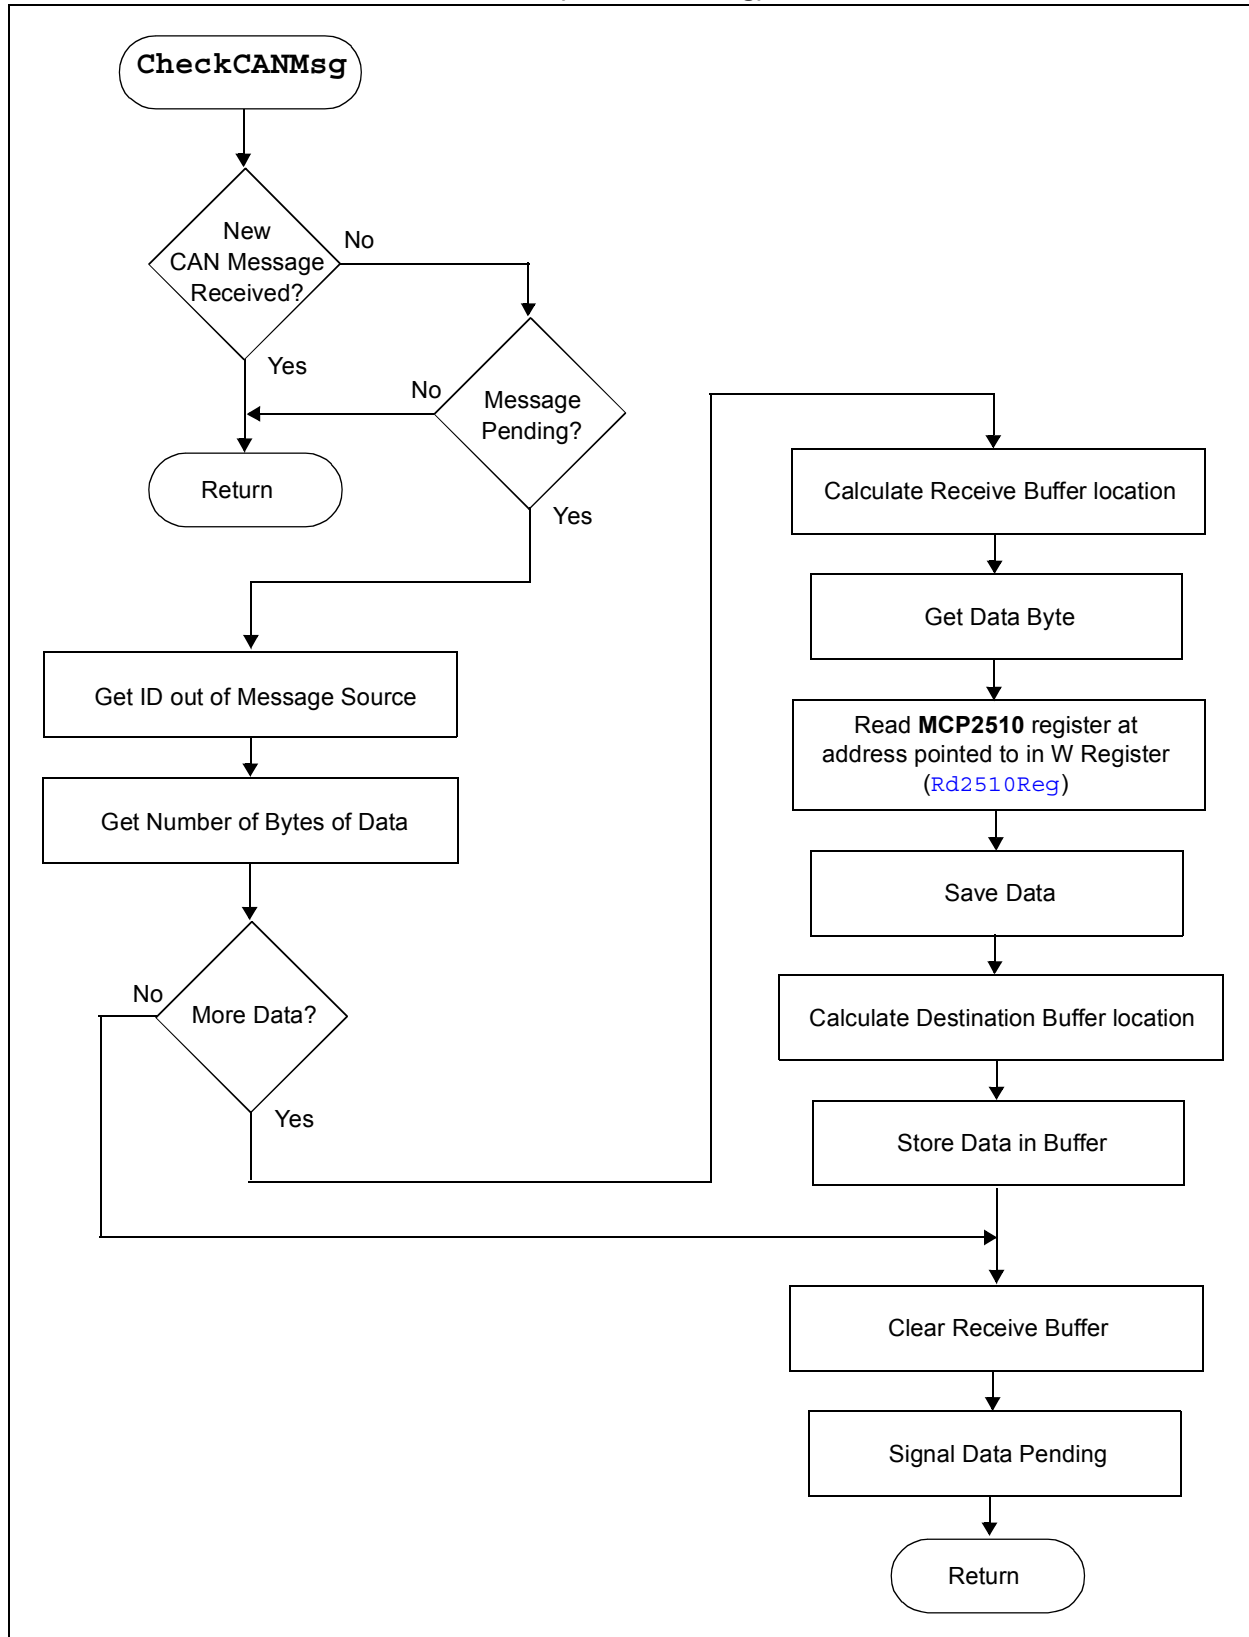 CheckCANMsg
New
CAN Message
Received?
No
Yes
No
Message
Pending?
Return
Yes
Get ID out of Message Source
Get Number of Bytes of Data
No
More Data?
Yes
Calculate Receive Buffer location
Get Data Byte
Read MCP2510 register at
address pointed to in W Register
(Rd2510Reg)
Save Data
Calculate Destination Buffer location
Store Data in Buffer
Clear Receive Buffer
Signal Data Pending
Return